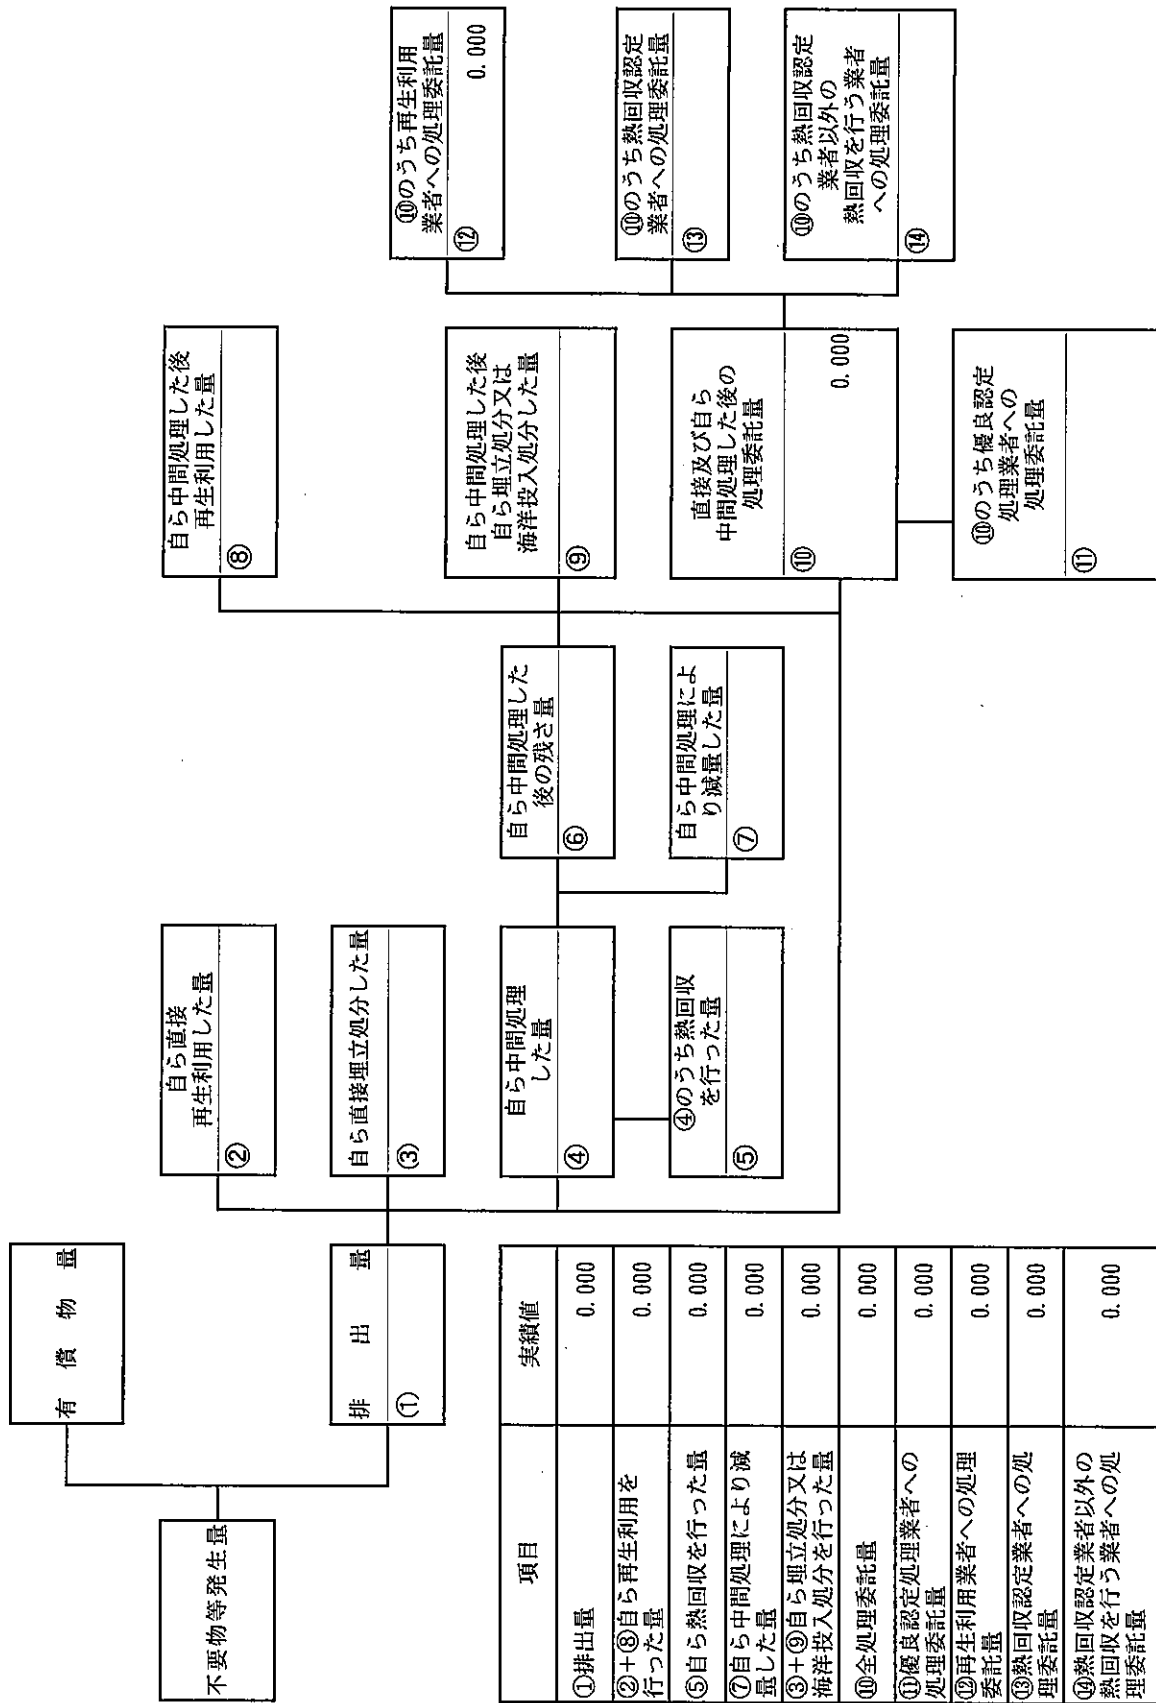 不要物等発生量
有償物量
排出量
①
自ら直接
再生利用した量
②
自ら直接埋立処分した量
③
自ら中間処理
した量
④
④のうち熱回収
を行った量
⑤
自ら中間処理した
後の残さ量
⑥
自ら中間処理によ
り減量した量
⑦
自ら中間処理した後
再生利用した量
⑧
自ら中間処理した後
自ら埋立処分又は
海洋投入処分した量
⑨
直接及び自ら
中間処理した後の
処理委託量
⑩
0.000
⑩のうち優良認定
処理業者への
処理委託量
⑪
⑩のうち再生利用
業者への処理委託量
⑫
0.000
⑩のうち熱回収認定
業者への処理委託量
⑬
⑩のうち熱回収認定
業者以外の
熱回収を行う業者
への処理委託量
⑭
項目 実績値
①排出量 0.000
②+⑧自ら再生利用を
行った量 0.000
⑤自ら熱回収を行った量 0.000
⑦自ら中間処理により減
量した量 0.000
③+⑨自ら埋立処分又は
海洋投入処分を行った量 0.000
⑩全処理委託量 0.000
⑪優良認定処理業者への
処理委託量 0.000
⑫再生利用業者への処理
委託量 0.000
⑬熱回収認定業者への処
理委託量 0.000
⑭熱回収認定業者以外の
熱回収を行う業者への処
理委託量 0.000